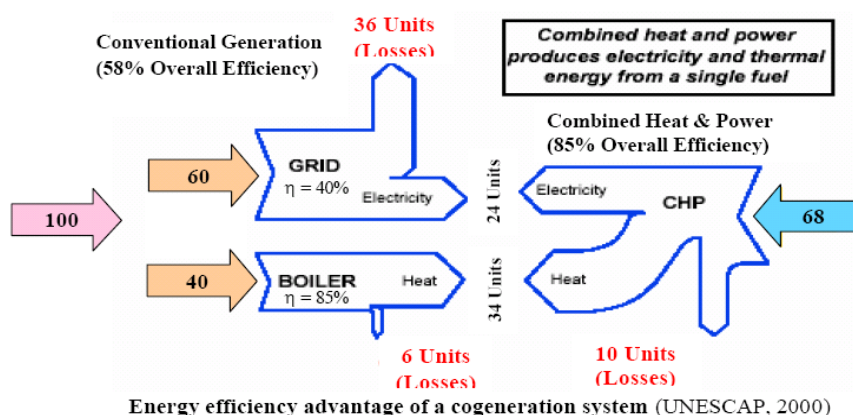 36 Units
(Losses)
Conventional Generation
(58% Overall Efficiency)
Combined heat and power
produces electricity and thermal
energy from a single fuel
Combined Heat & Power
(85% Overall Efficiency)
60
GRID
η = 40%
Electricity
24 Units
Electricity
CHP
100
68
40
BOILER
η = 85%
Heat
34 Units
Heat
6 Units
(Losses)
10 Units
(Losses)
Energy efficiency advantage of a cogeneration system (UNESCAP, 2000)